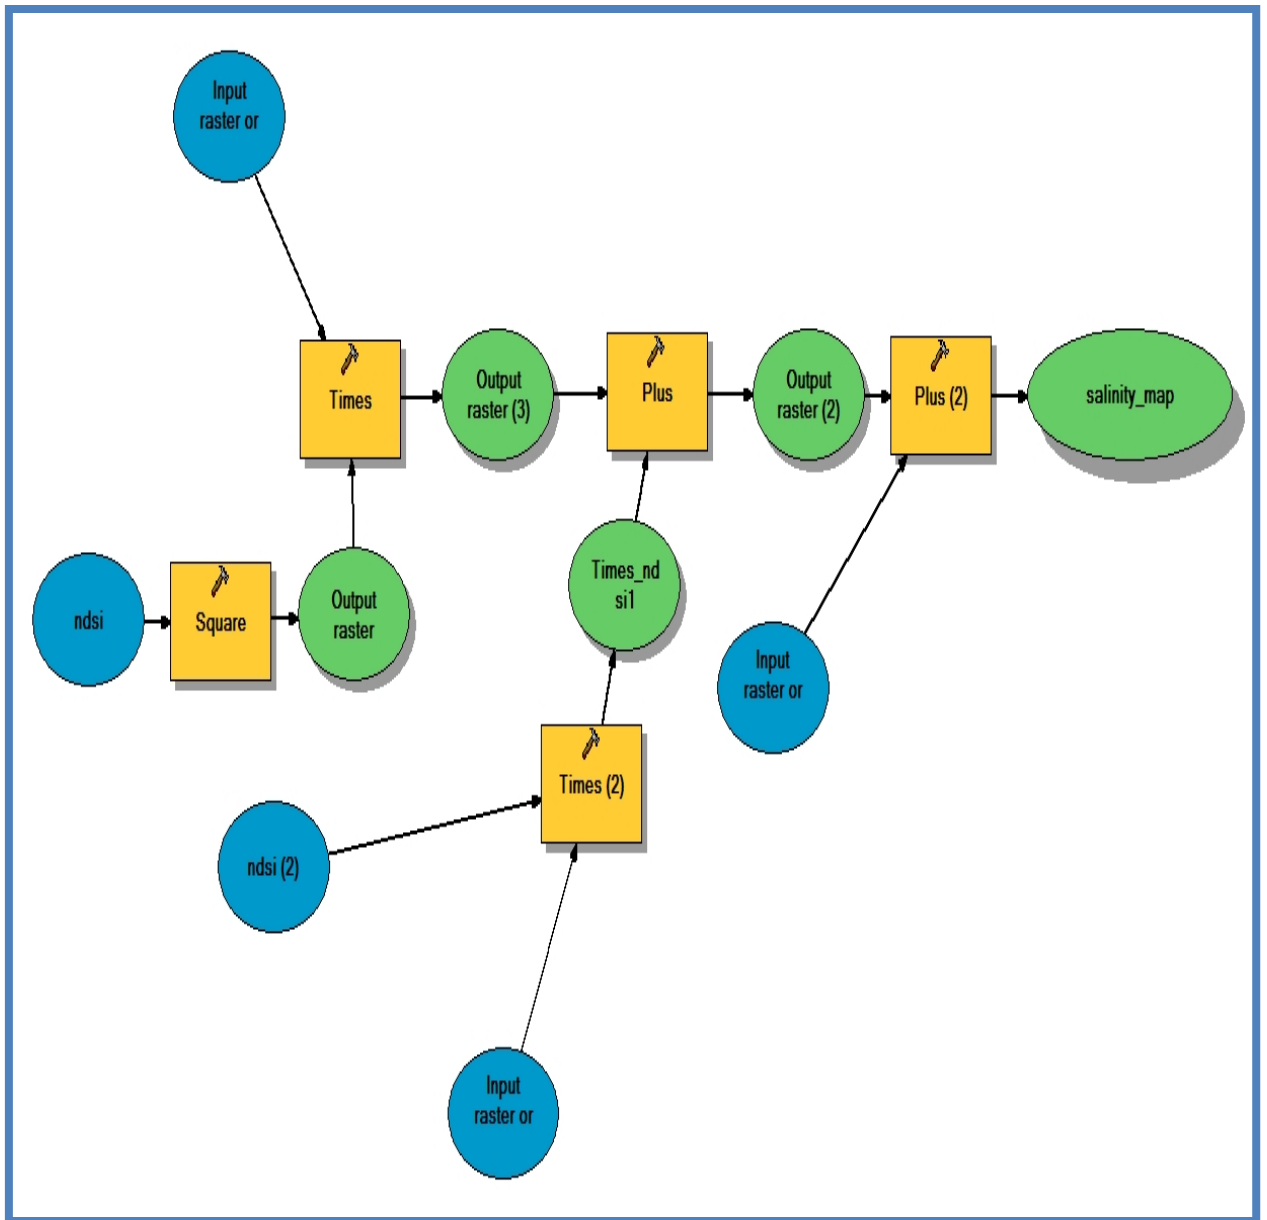 Input
raster or
Times
Output
raster (3)
Plus
Output
raster (2)
Plus (2)
salinity_map
ndsi
Square
Output
raster
Times_nd
si1
Input
raster or
Times (2)
ndsi (2)
Input
raster or